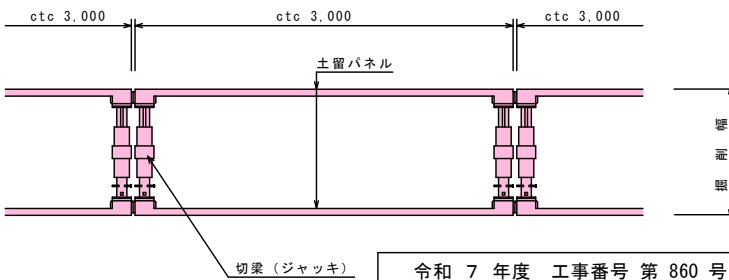 ctc 3,000
ctc 3,000
ctc 3,000
土留パネル
掘削幅
切梁（ジャッキ）
令和 7 年度 工事番号 第 860 号